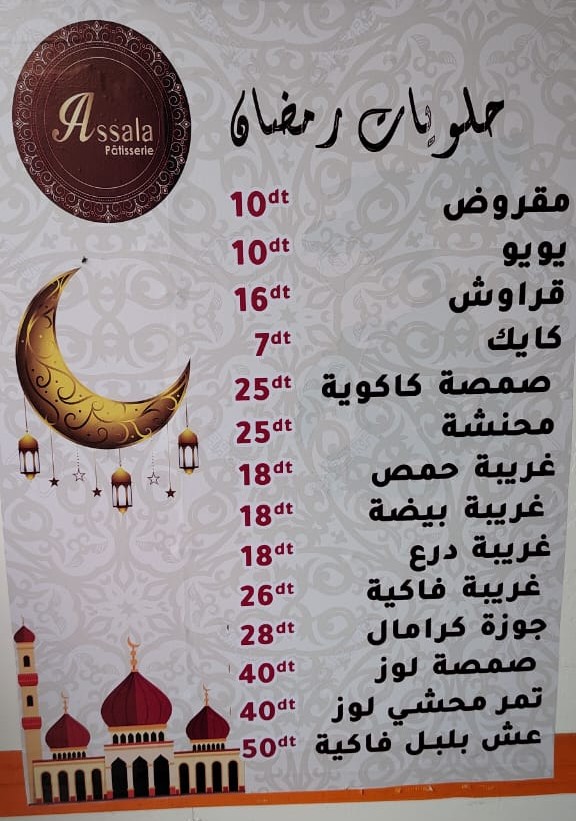 Assala
Pâtisserie
حلويات رمضان
مقروض 10dt
يويو 10dt
قراوش 16dt
كايك 7dt
صمصة كاكوية 25dt
محنشة 25dt
غريبة حمص 18dt
غريبة بيضة 18dt
غريبة درع 18dt
غريبة فاكية 26dt
جوزة كرامال 28dt
صمصة لوز 40dt
تمر محشي لوز 40dt
عش بلبل فاكية 50dt